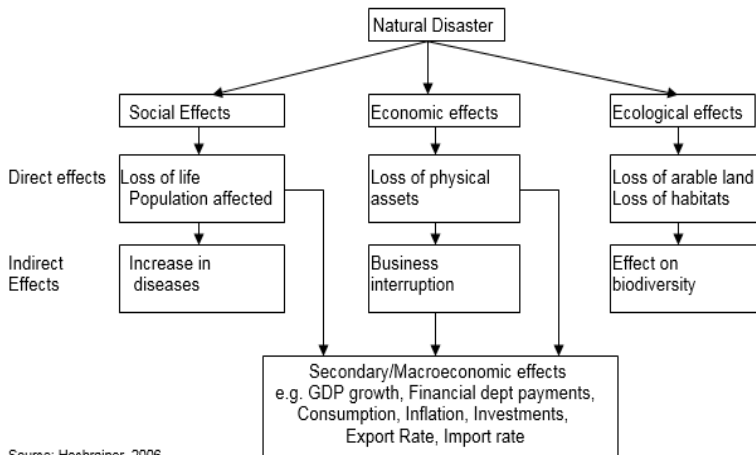 Natural Disaster
Social Effects
Economic effects
Ecological effects
Direct effects
Loss of life
Population affected
Loss of physical
assets
Loss of arable land
Loss of habitats
Indirect
Effects
Increase in
diseases
Business
interruption
Effect on
biodiversity
Secondary/Macroeconomic effects
e.g. GDP growth, Financial dept payments,
Consumption, Inflation, Investments,
Export Rate, Import rate
Source: Hochrainer, 2006